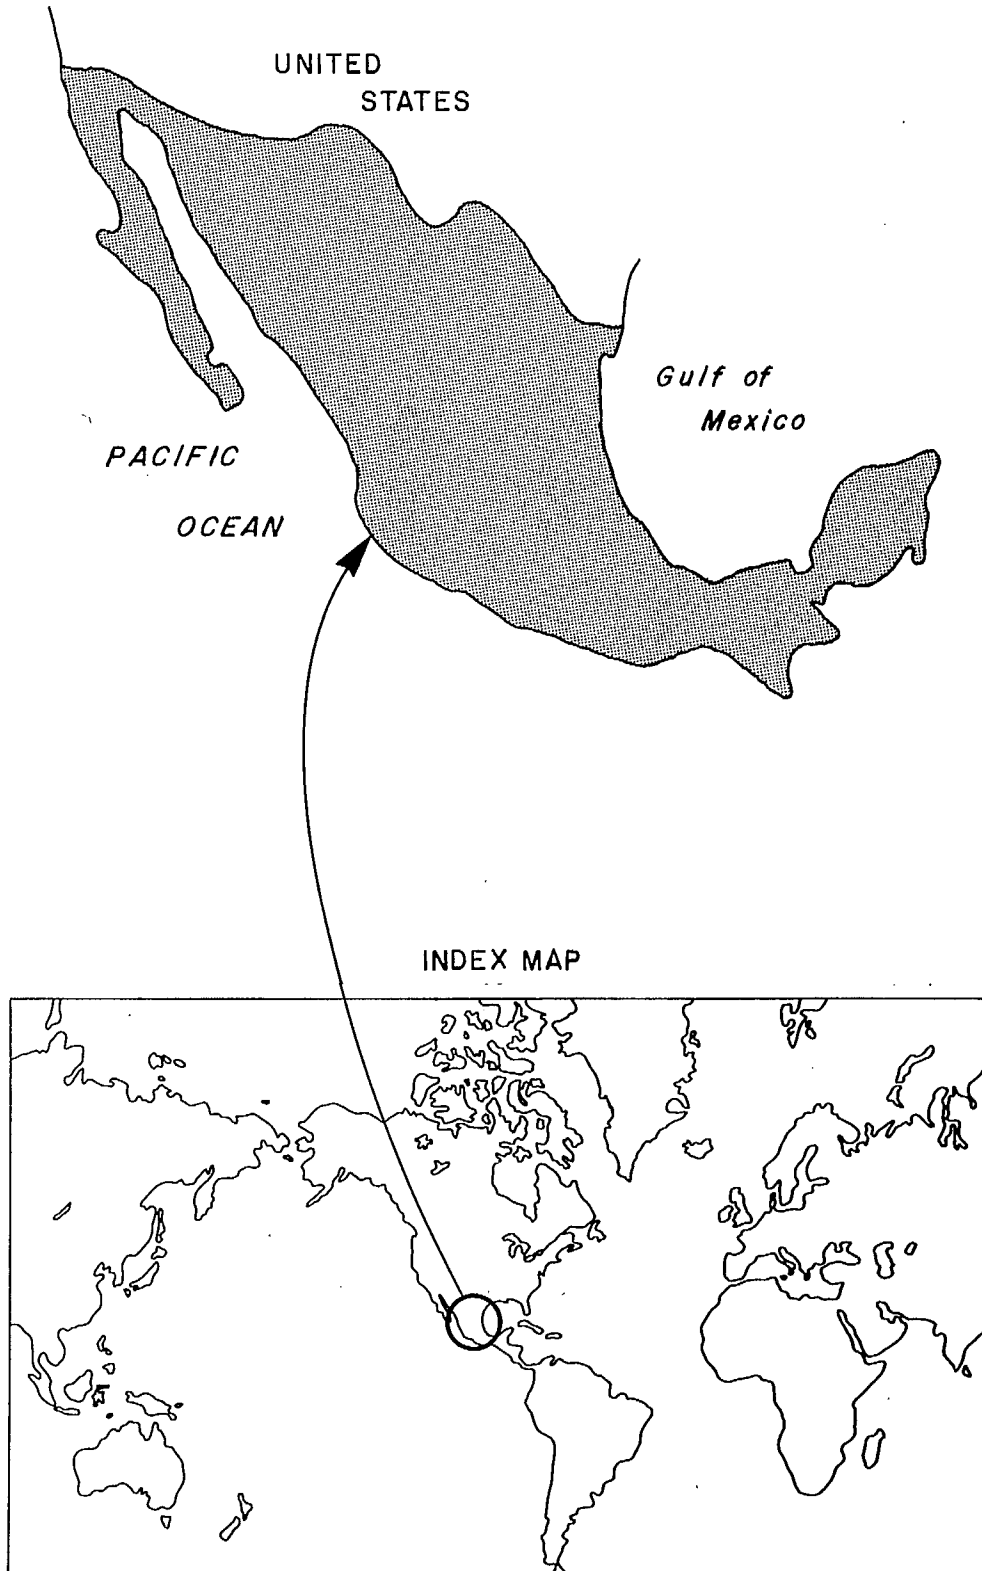 UNITED
STATES
Gulf of
Mexico
PACIFIC
OCEAN
INDEX MAP